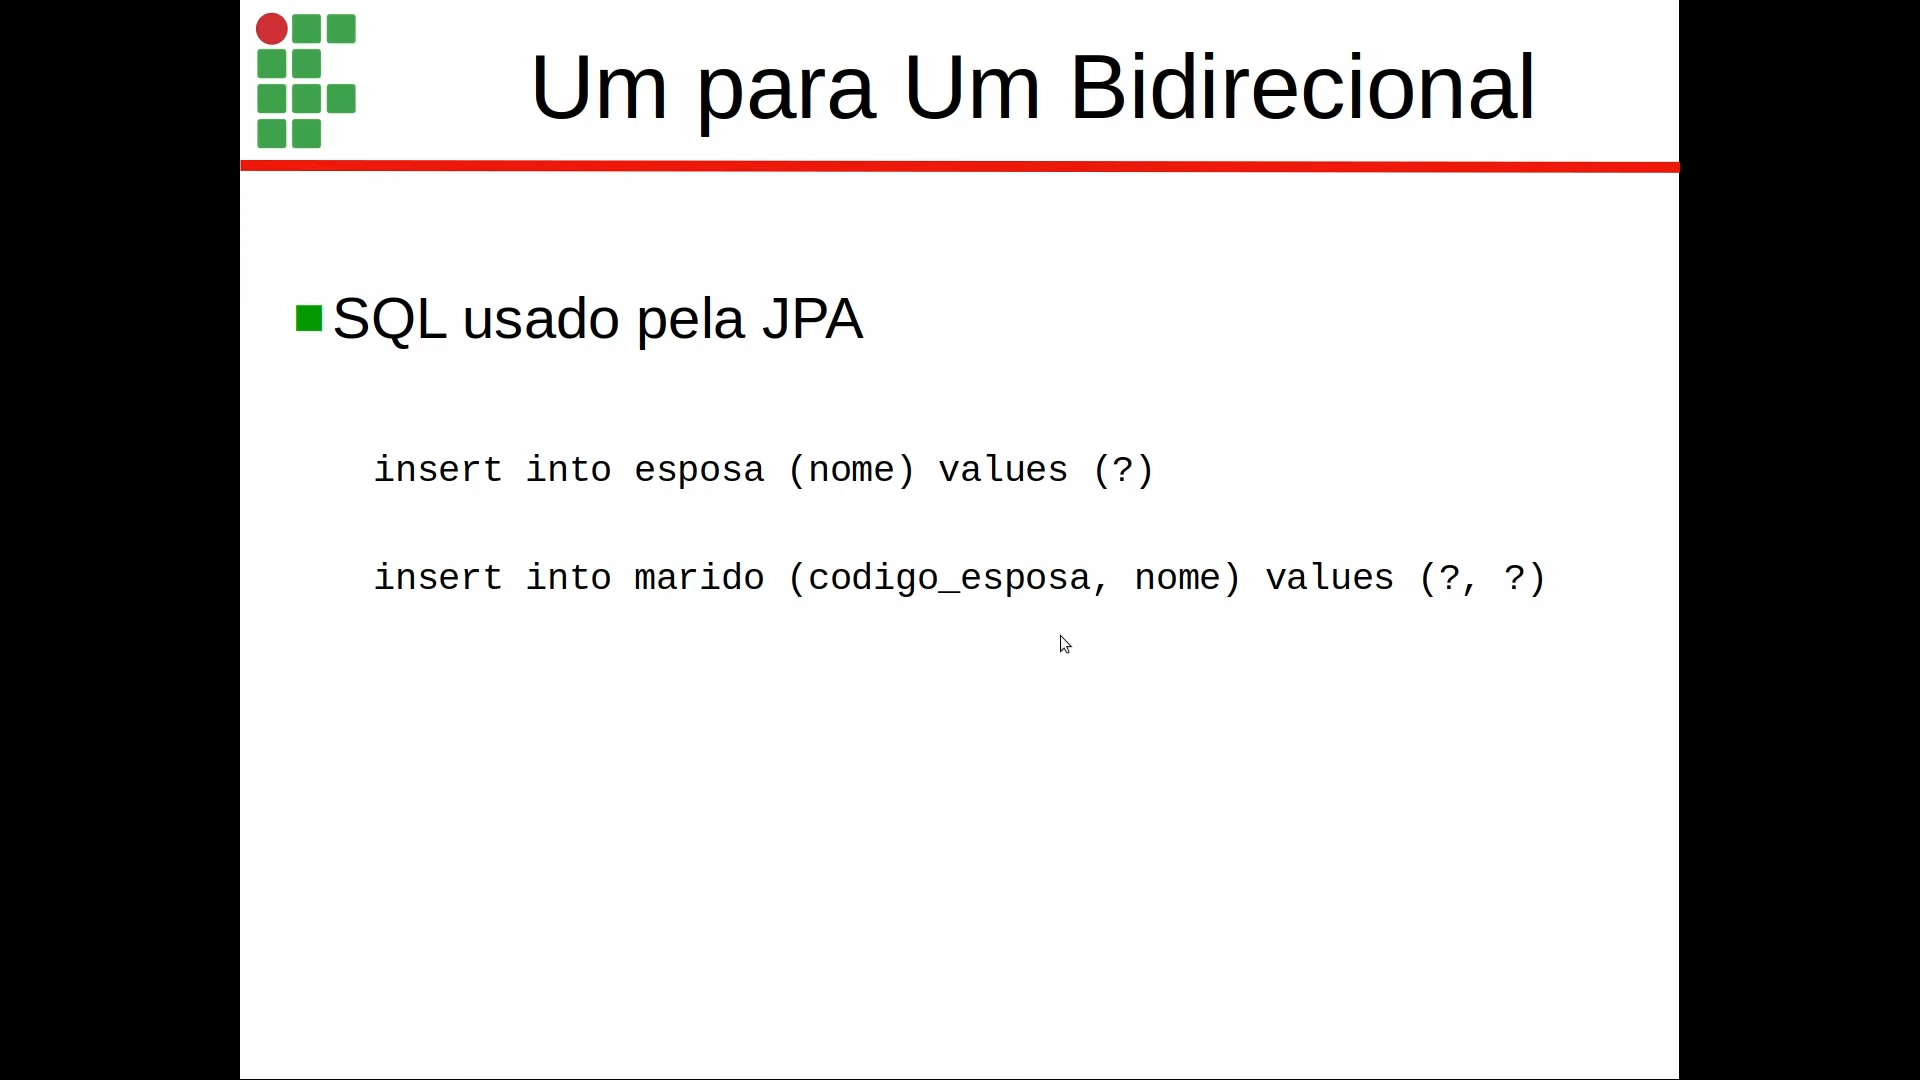 Um para Um Bidirecional
SQL usado pela JPA
insert into esposa (nome) values (?)
insert into marido (codigo_esposa, nome) values (?, ?)